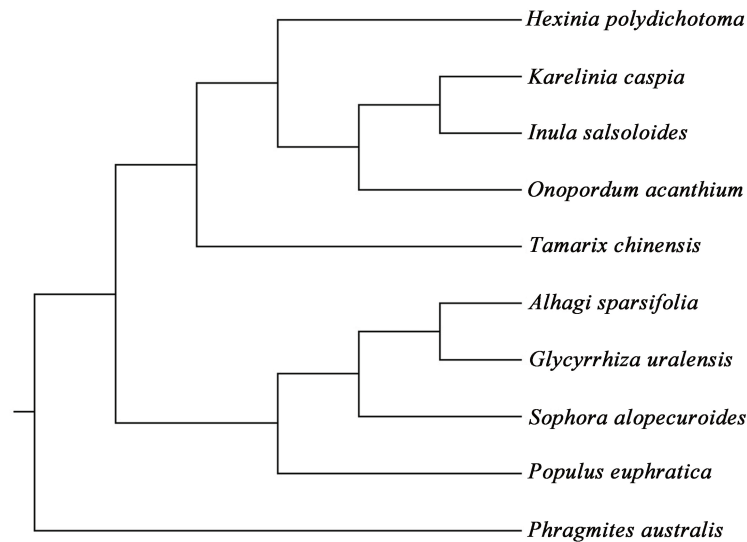 Hexinia polydichotoma
Karelinia caspia
Inula salsoloides
Onopordum acanthium
Tamarix chinensis
Alhagi sparsifolia
Glycyrrhiza uralensis
Sophora alopecuroides
Populus euphratica
Phragmites australis